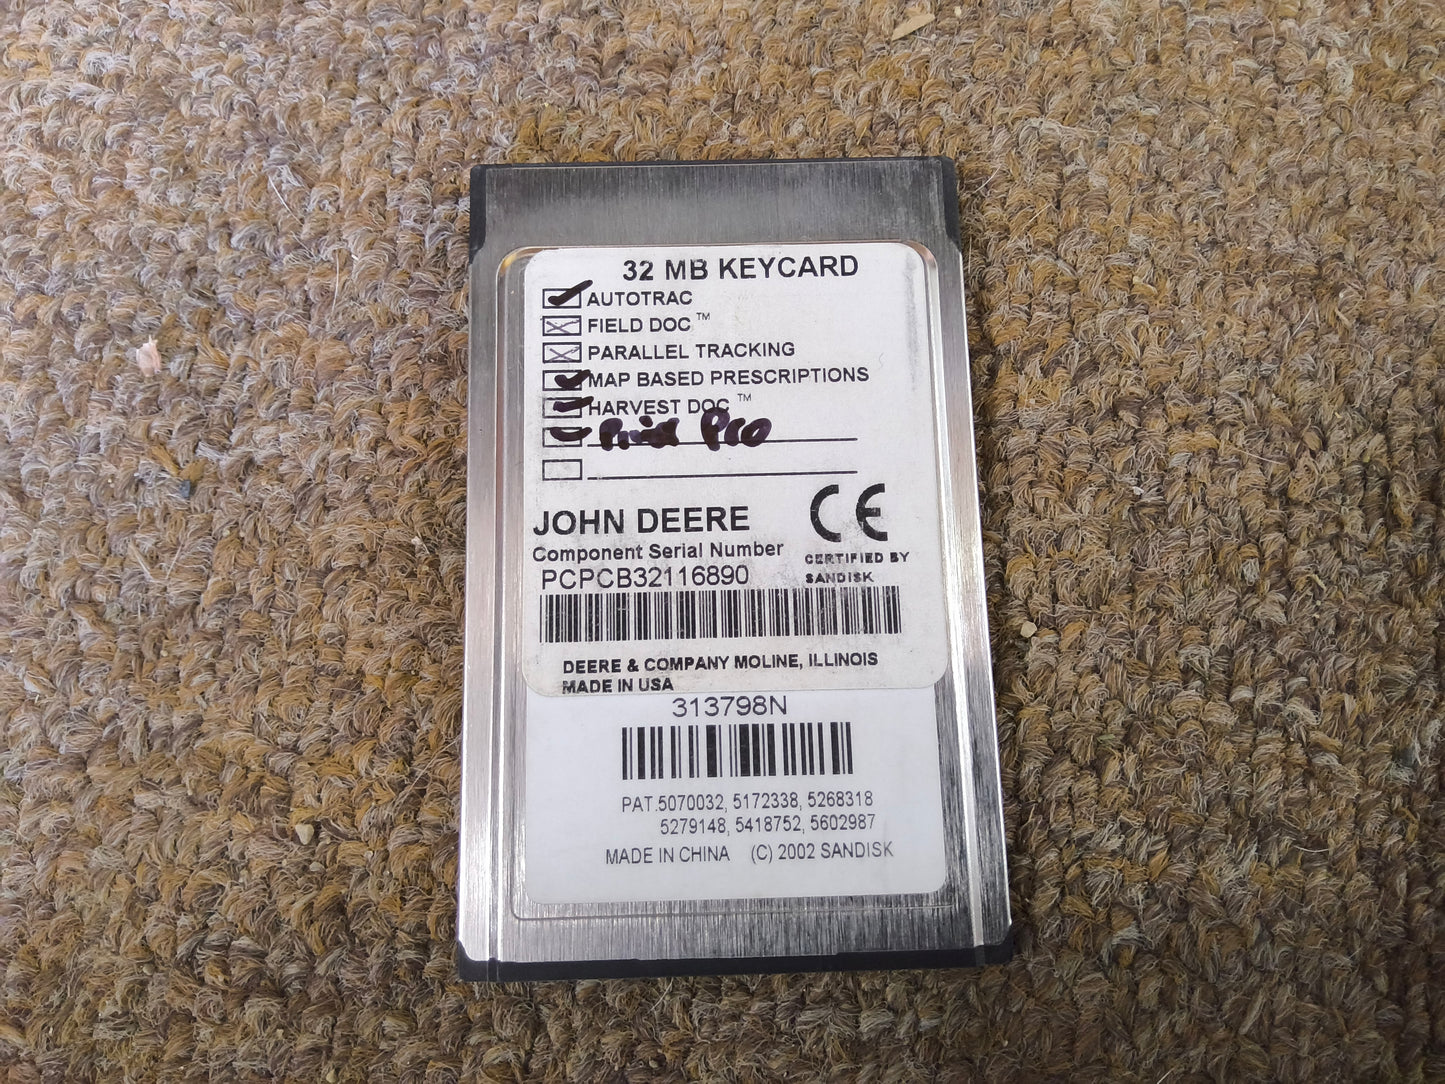 32 MB KEYCARD
AUTOTRAC
FIELD DOC™
PARALLEL TRACKING
MAP BASED PRESCRIPTIONS
HARVEST DOC™
Pro
JOHN DEERE
CE
Component Serial Number
CERTIFIED BY
PCPCB32116890
SANDISK
DEERE & COMPANY MOLINE, ILLINOIS
MADE IN USA
313798N
PAT.5070032, 5172338, 5268318
5279148, 5418752, 5602987
MADE IN CHINA (C) 2002 SANDISK